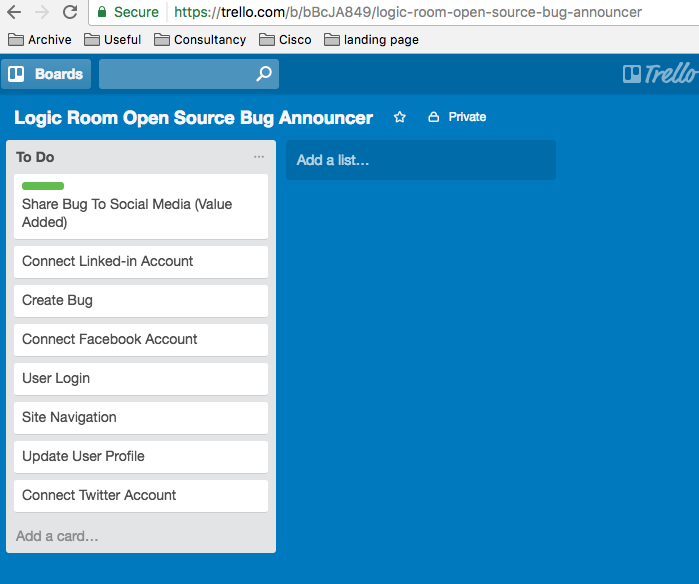 Secure https://trello.com/b/bBcJA849/logic-room-open-source-bug-announcer
Archive Useful Consultancy Cisco landing page
Boards Trello
Logic Room Open Source Bug Announcer Private
To Do ... Add a list...
Share Bug To Social Media (Value
Added)
Connect Linked-in Account
Create Bug
Connect Facebook Account
User Login
Site Navigation
Update User Profile
Connect Twitter Account
Add a card...